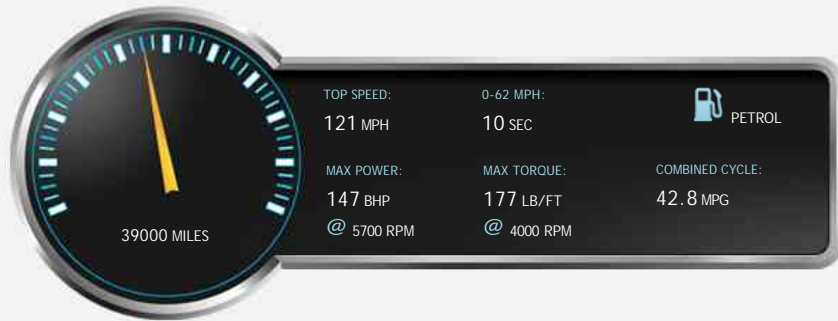 39000 MILES
TOP SPEED:
121 MPH
0-62 MPH:
10 SEC
PETROL
MAX POWER:
147 BHP
@ 5700 RPM
MAX TORQUE:
177 LB/FT
@ 4000 RPM
COMBINED CYCLE:
42.8 MPG